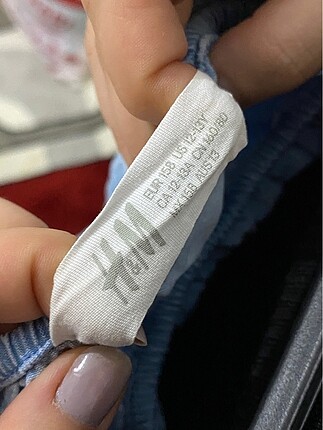 H&M
EUR 158 US 12-13Y
CA 12-13A CN 160/80
MX 158 AUS 13